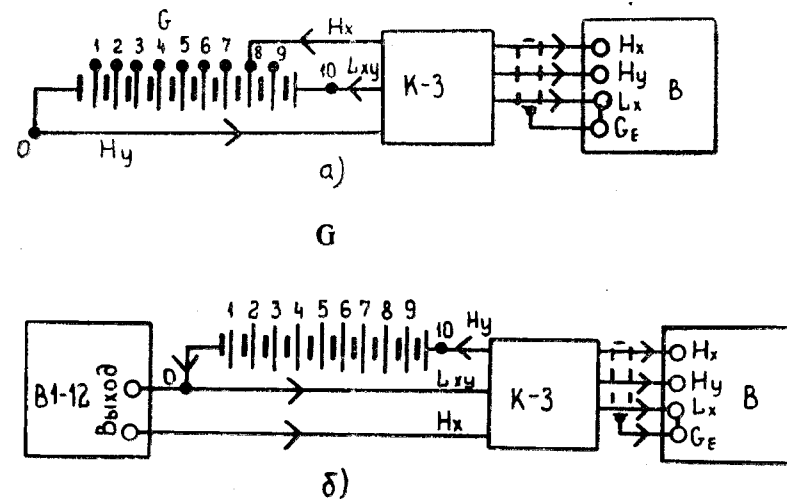 G
Hx
1 2 3 4 5 6 7 8 9
10 Lxy
K-3
Hx
Hy
Lx
GE
B
0
Hy
а)
G
1 2 3 4 5 6 7 8 9
10
Hy
B1-12
Выход
0
Lxy
Hx
K-3
Hx
Hy
Lx
GE
B
б)